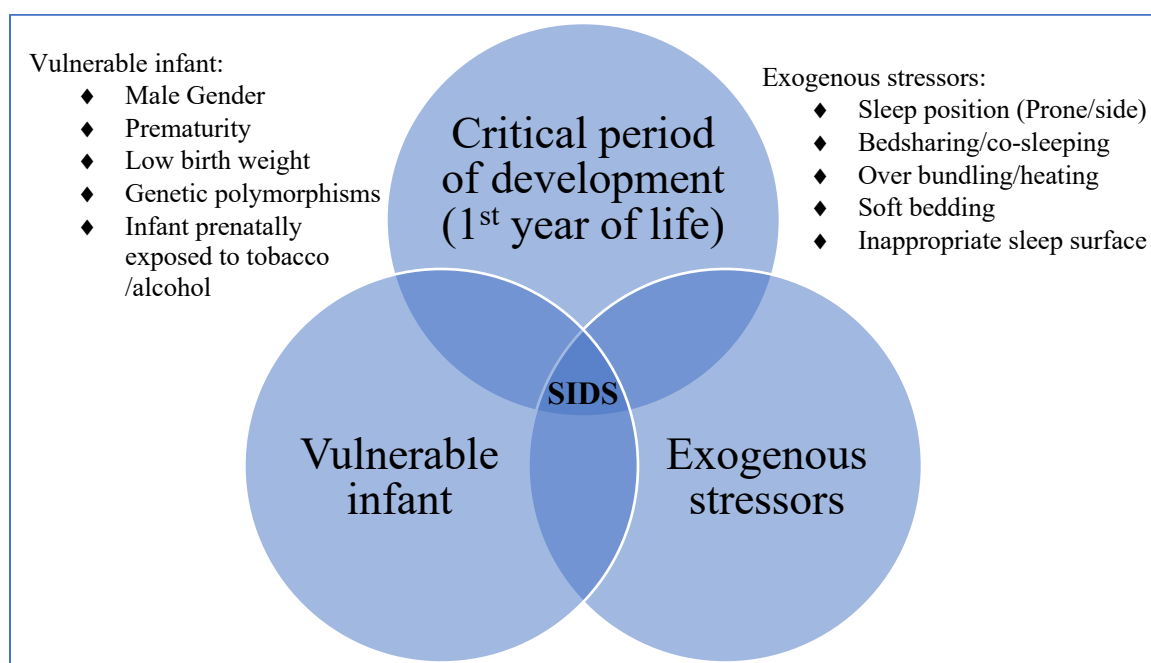 Vulnerable infant:
♦ Male Gender
♦ Prematurity
♦ Low birth weight
♦ Genetic polymorphisms
♦ Infant prenatally
exposed to tobacco
/alcohol
Exogenous stressors:
♦ Sleep position (Prone/side)
♦ Bedsharing/co-sleeping
♦ Over bundling/heating
♦ Soft bedding
♦ Inappropriate sleep surface
Critical period
of development
(1st year of life)
SIDS
Vulnerable
infant
Exogenous
stressors